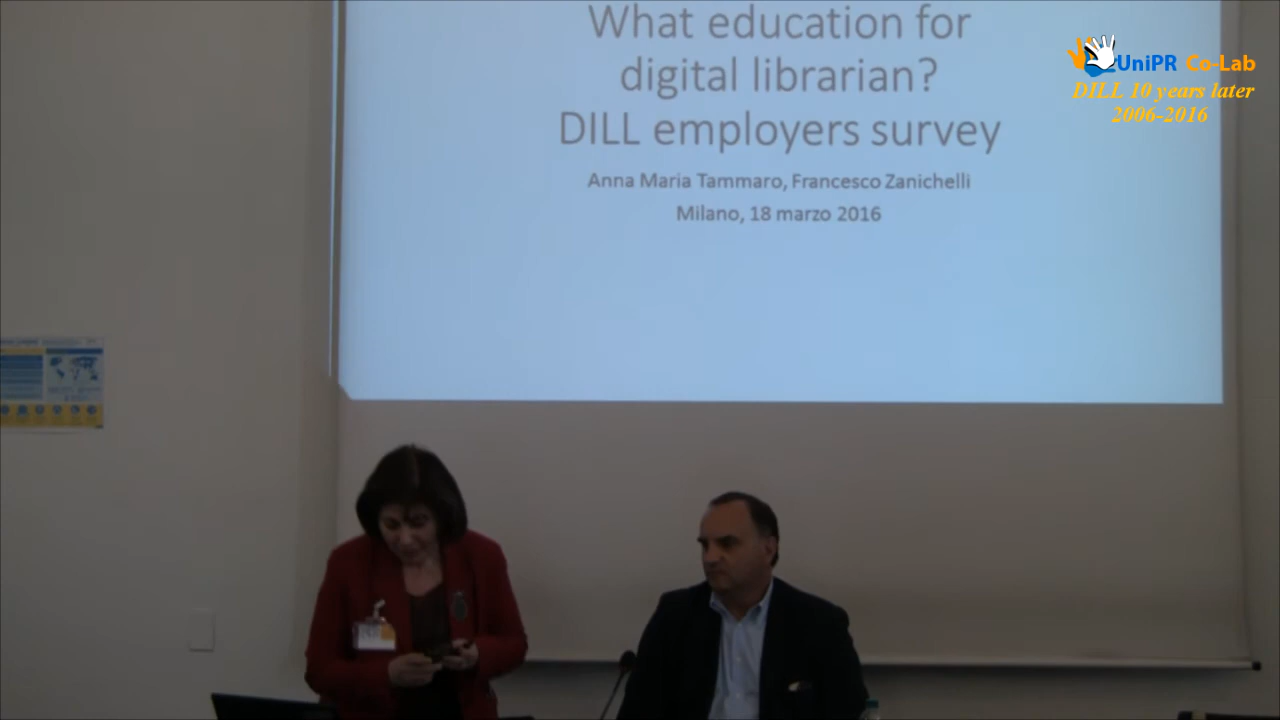 What education for
digital librarian?
DILL employers survey
Anna Maria Tammaro, Francesco Zanichelli
Milano, 18 marzo 2016
UniPR Co-Lab
DILL 10 years later
2006-2016